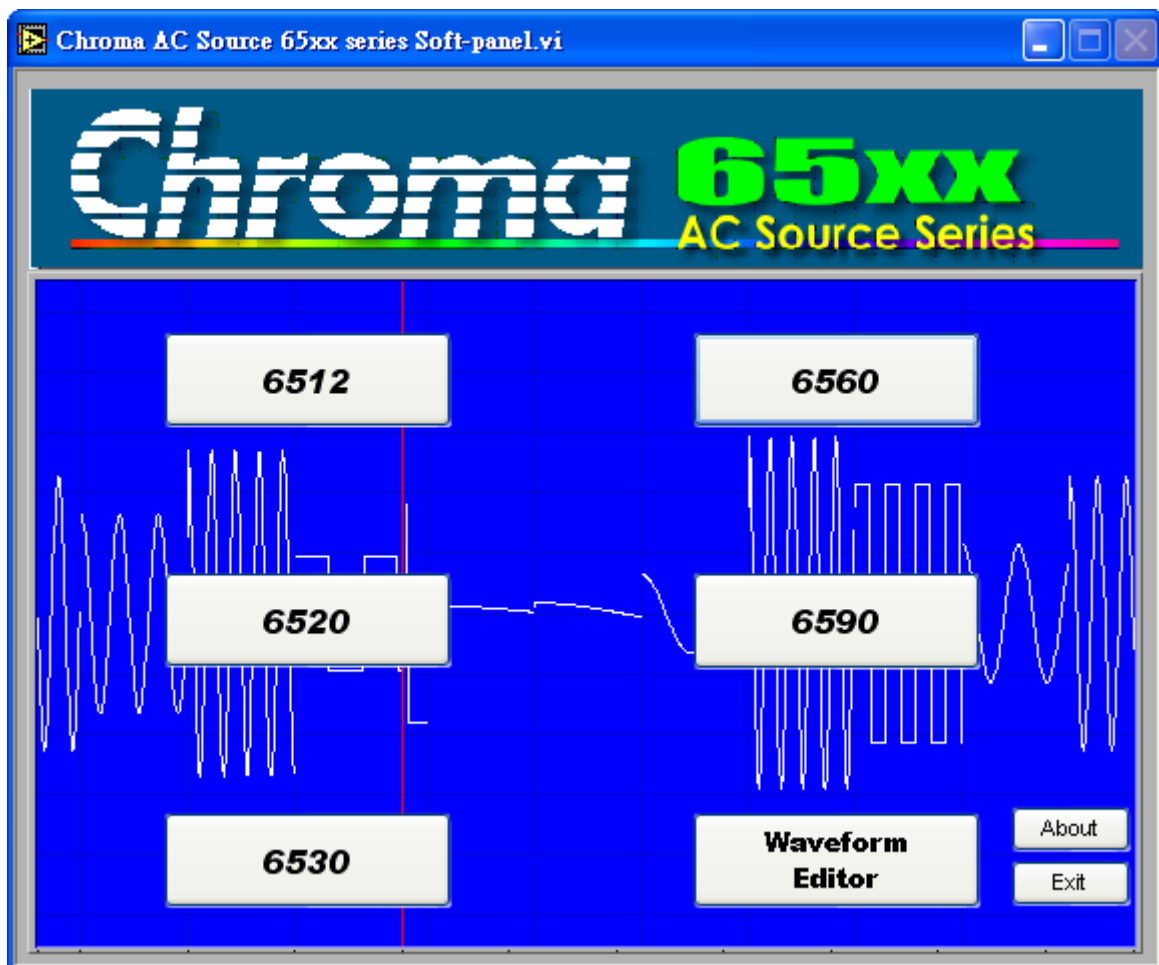 Chroma AC Source 65xx series Soft-panel.vi
Chroma 65xx
AC Source Series
6512
6560
6520
6590
6530
Waveform
Editor
About
Exit